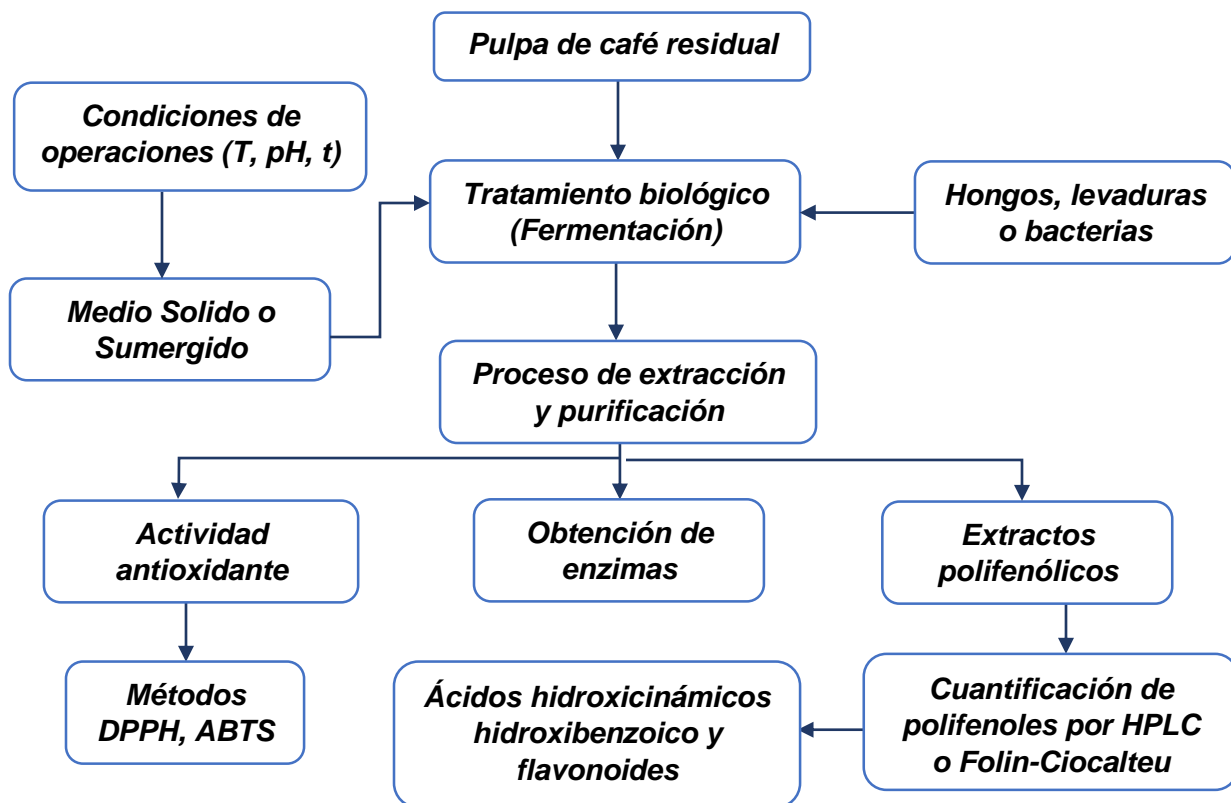 Pulpa de café residual
Condiciones de
operaciones (T, pH, t)
Tratamiento biológico
(Fermentación)
Hongos, levaduras
o bacterias
Medio Solido o
Sumergido
Proceso de extracción
y purificación
Actividad
antioxidante
Obtención de
enzimas
Extractos
polifenólicos
Métodos
DPPH, ABTS
Ácidos hidroxicinámicos
hidroxibenzoico y
flavonoides
Cuantificación de
polifenoles por HPLC
o Folin-Ciocalteu